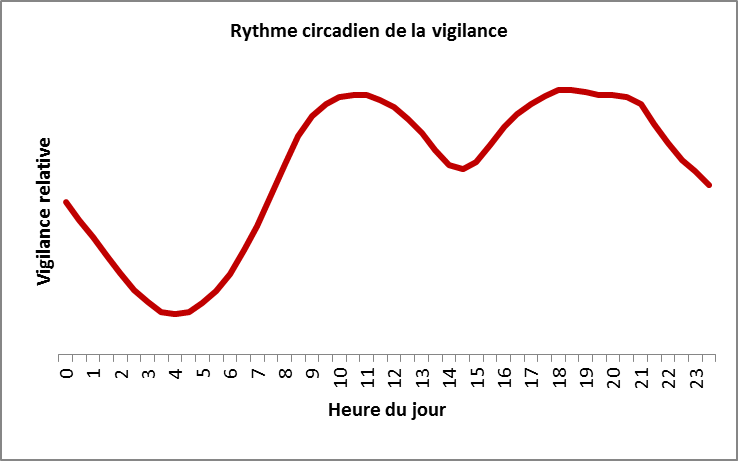 Rythme circadien de la vigilance
Vigilance relative
0 1 2 3 4 5 6 7 8 9 10 11 12 13 14 15 16 17 18 19 20 21 22 23
Heure du jour